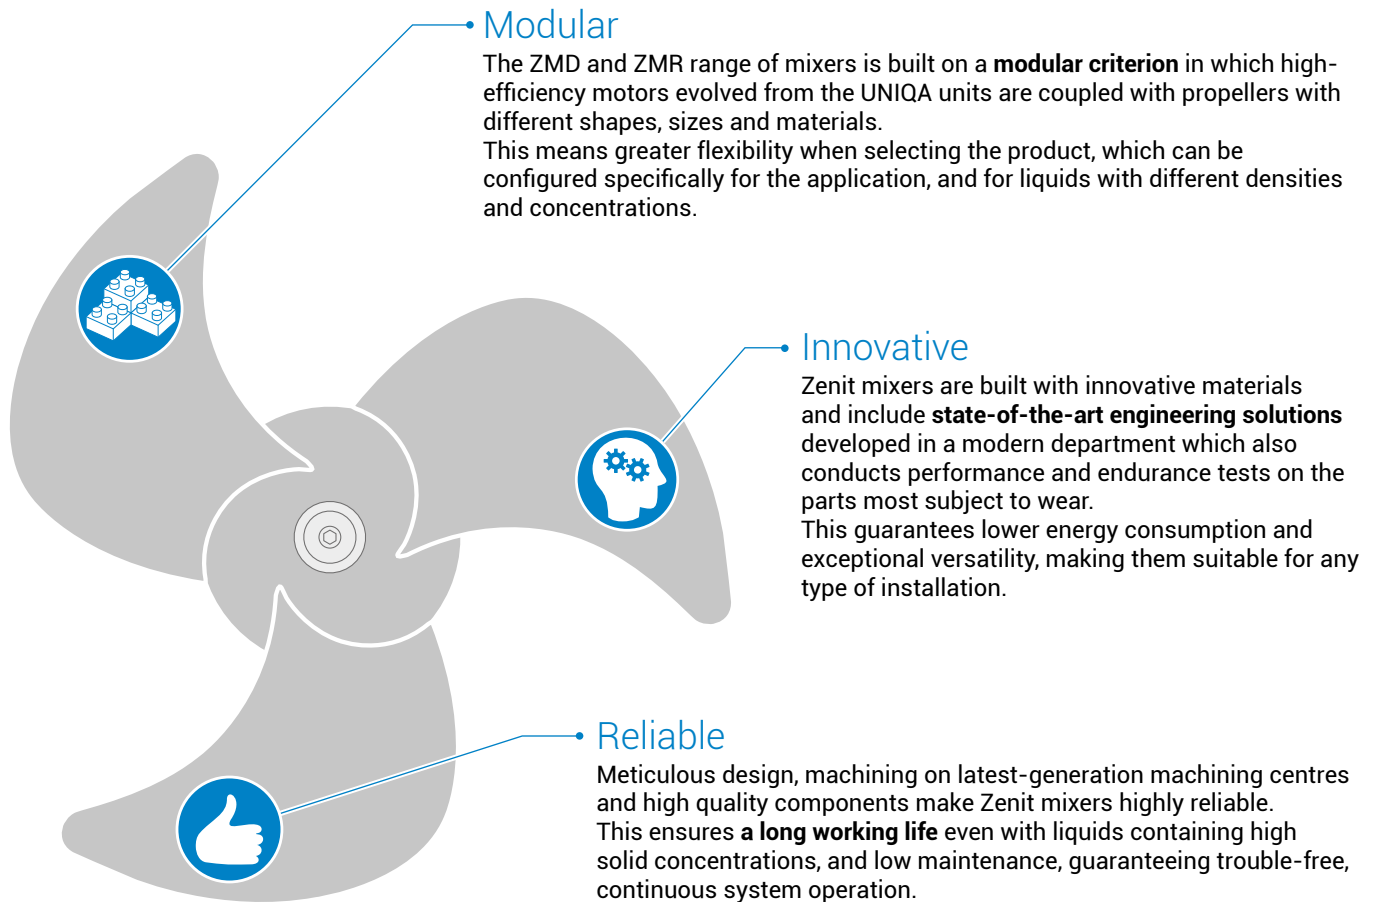 Modular
The ZMD and ZMR range of mixers is built on a modular criterion in which high-
efficiency motors evolved from the UNIQA units are coupled with propellers with
different shapes, sizes and materials.
This means greater flexibility when selecting the product, which can be
configured specifically for the application, and for liquids with different densities
and concentrations.
Innovative
Zenit mixers are built with innovative materials
and include state-of-the-art engineering solutions
developed in a modern department which also
conducts performance and endurance tests on the
parts most subject to wear.
This guarantees lower energy consumption and
exceptional versatility, making them suitable for any
type of installation.
Reliable
Meticulous design, machining on latest-generation machining centres
and high quality components make Zenit mixers highly reliable.
This ensures a long working life even with liquids containing high
solid concentrations, and low maintenance, guaranteeing trouble-free,
continuous system operation.